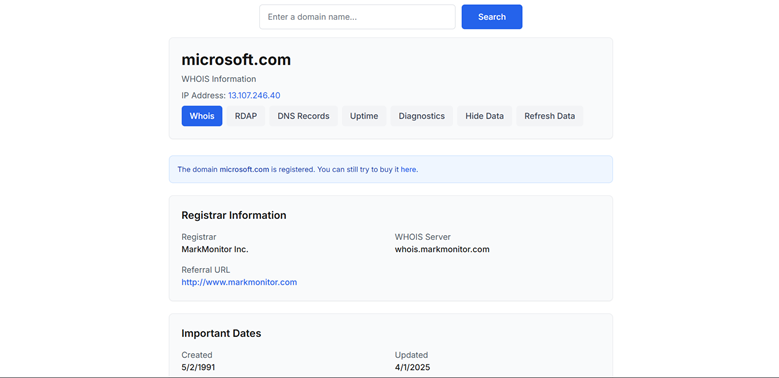 Enter a domain name...
Search
microsoft.com
WHOIS Information
IP Address: 13.107.246.40
Whois RDAP DNS Records Uptime Diagnostics Hide Data Refresh Data
The domain microsoft.com is registered. You can still try to buy it here.
Registrar Information
Registrar WHOIS Server
MarkMonitor Inc. whois.markmonitor.com
Referral URL
http://www.markmonitor.com
Important Dates
Created Updated
5/2/1991 4/1/2025